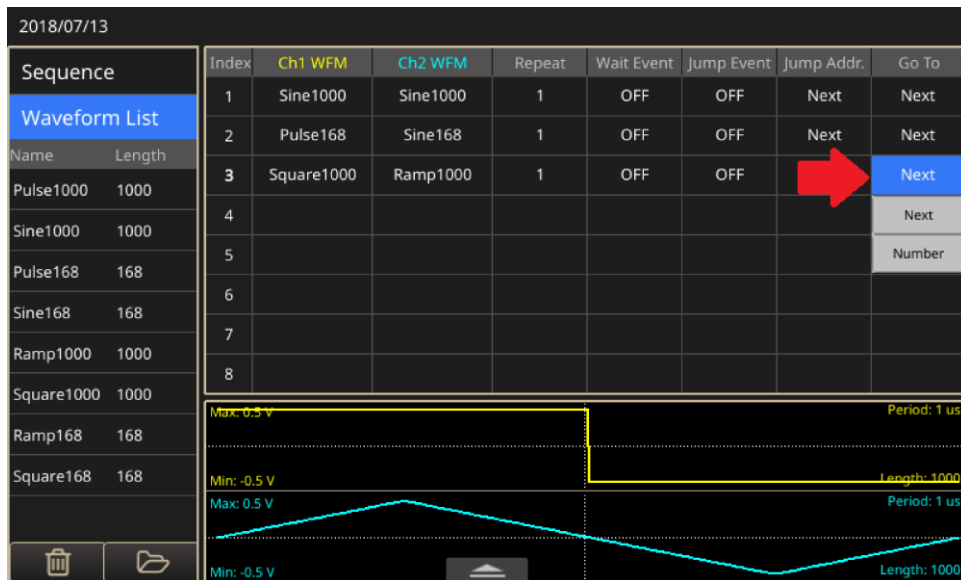 2018/07/13
Sequence
Waveform List
Name Length
Pulse1000 1000
Sine1000 1000
Pulse168 168
Sine168 168
Ramp1000 1000
Square1000 1000
Ramp168 168
Square168 168
Index Ch1 WFM Ch2 WFM Repeat Wait Event Jump Event Jump Addr. Go To
1 Sine1000 Sine1000 1 OFF OFF Next Next
2 Pulse168 Sine168 1 OFF OFF Next Next
3 Square1000 Ramp1000 1 OFF OFF Next
4 Next
5 Number
6
7
8
Max: 0.5 V Period: 1 us
Min: -0.5 V Length: 1000
Max: 0.5 V Period: 1 us
Min: -0.5 V Length: 1000